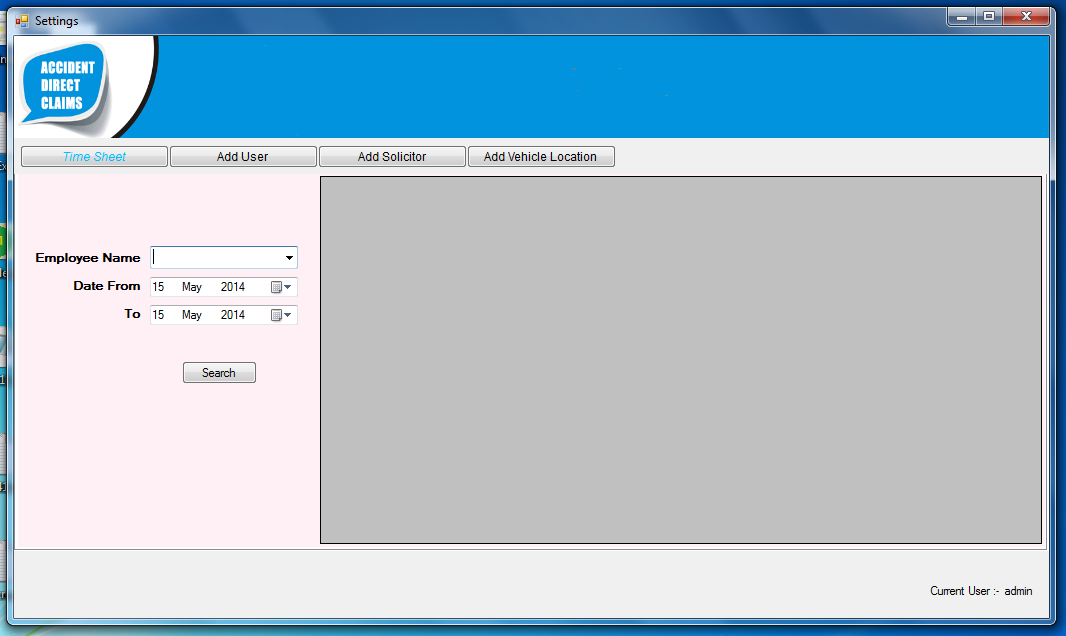 Settings
ACCIDENT
DIRECT
CLAIMS
Time Sheet
Add User
Add Solicitor
Add Vehicle Location
Employee Name
Date From 15 May 2014
To 15 May 2014
Search
Current User :- admin